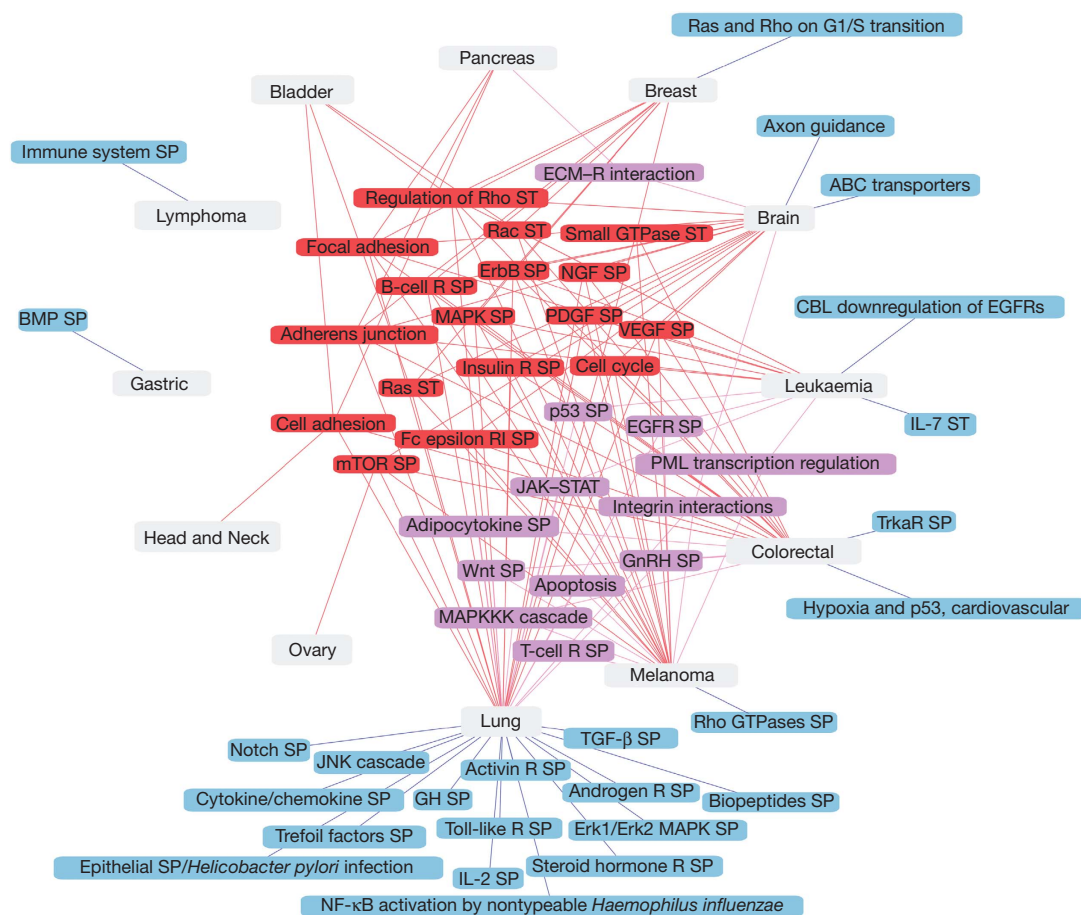 Ras and Rho on G1/S transition
Pancreas
Bladder
Breast
Axon guidance
Immune system SP
ECM–R interaction
ABC transporters
Regulation of Rho ST
Lymphoma
Brain
Rac ST
Small GTPase ST
Focal adhesion
ErbB SP
NGF SP
B-cell R SP
CBL downregulation of EGFRs
BMP SP
MAPK SP
PDGF SP
VEGF SP
Adherens junction
Insulin R SP
Cell cycle
Gastric
Ras ST
Leukaemia
p53 SP
IL-7 ST
Cell adhesion
EGFR SP
Fc epsilon RI SP
mTOR SP
PML transcription regulation
JAK–STAT
Integrin interactions
TrkaR SP
Adipocytokine SP
Head and Neck
Colorectal
GnRH SP
Wnt SP
Apoptosis
Hypoxia and p53, cardiovascular
MAPKKK cascade
Ovary
T-cell R SP
Melanoma
Lung
Rho GTPases SP
TGF-β SP
Notch SP
JNK cascade
Activin R SP
Androgen R SP
Biopeptides SP
Cytokine/chemokine SP
GH SP
Toll-like R SP
Erk1/Erk2 MAPK SP
Trefoil factors SP
Epithelial SP/Helicobacter pylori infection
Steroid hormone R SP
IL-2 SP
NF-κB activation by nontypeable Haemophilus influenzae